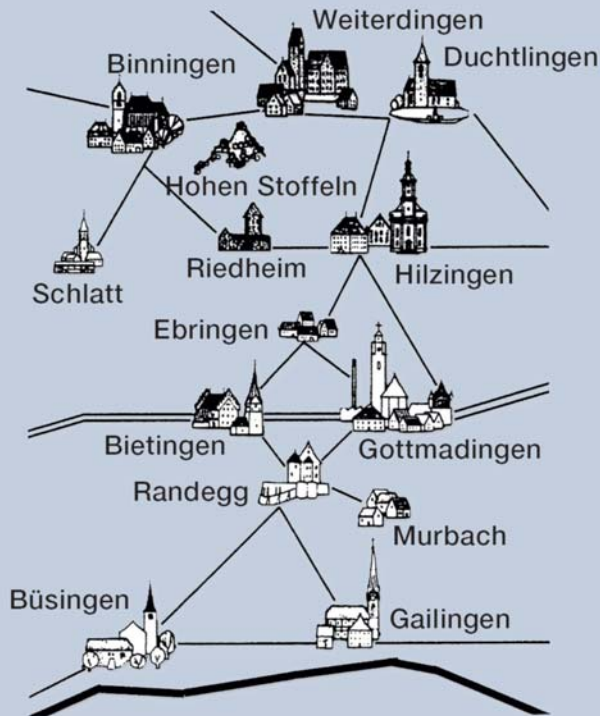 Weiterdingen
Duchtlingen
Binningen
Hohen Stoffeln
Riedheim
Hilzingen
Schlatt
Ebringen
Bietingen
Gottmadingen
Randegg
Murbach
Büsingen
Gailingen